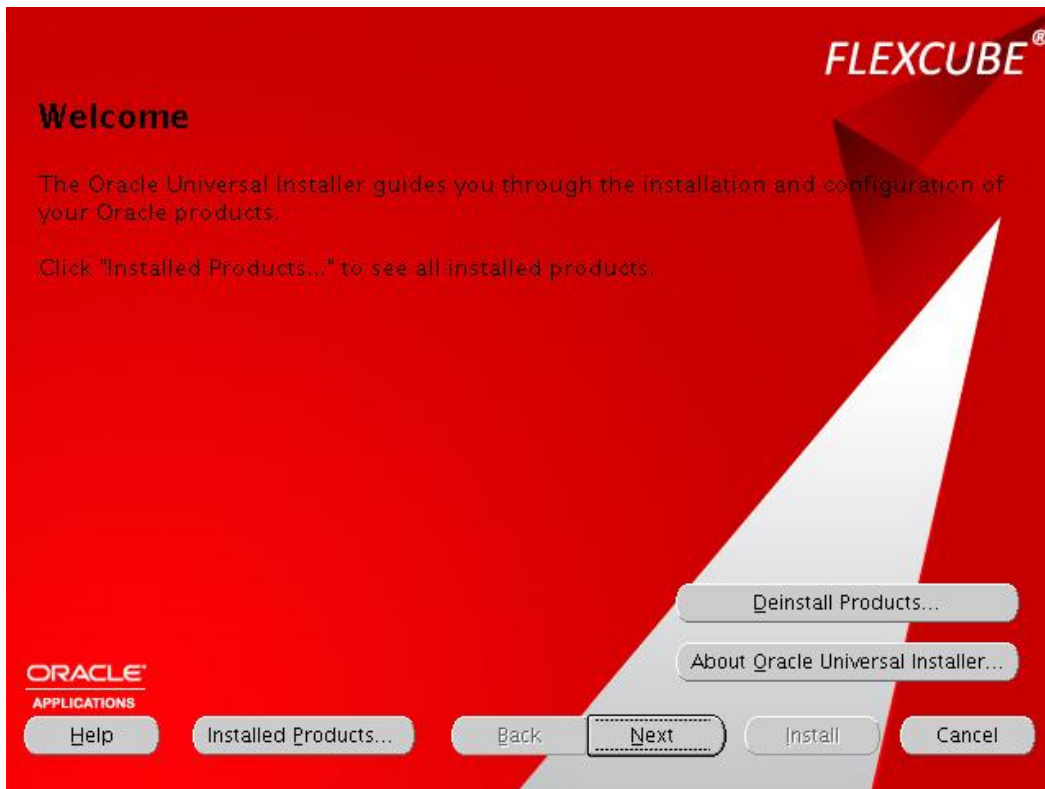 FLEXCUBE®
Welcome
The Oracle Universal Installer guides you through the installation and configuration of
your Oracle products.
Click "Installed Products..." to see all installed products.
Deinstall Products...
About Oracle Universal Installer...
ORACLE®
APPLICATIONS
Help
Installed Products...
Back
Next
Install
Cancel